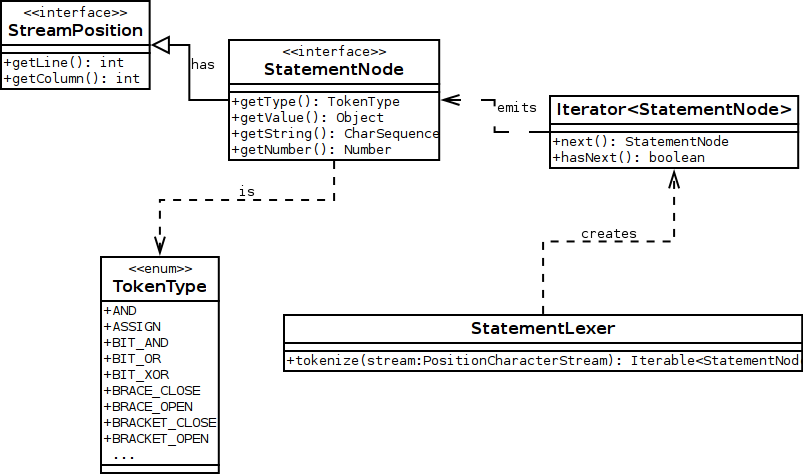 <<interface>>
StreamPosition
+getLine(): int
+getColumn(): int
has
<<interface>>
StatementNode
+getType(): TokenType
+getValue(): Object
+getString(): CharSequence
+getNumber(): Number
emits
Iterator<StatementNode>
+next(): StatementNode
+hasNext(): boolean
is
creates
<<enum>>
TokenType
+AND
+ASSIGN
+BIT_AND
+BIT_OR
+BIT_XOR
+BRACE_CLOSE
+BRACE_OPEN
+BRACKET_CLOSE
+BRACKET_OPEN
...
StatementLexer
+tokenize(stream:PositionCharacterStream): Iterable<StatementNod